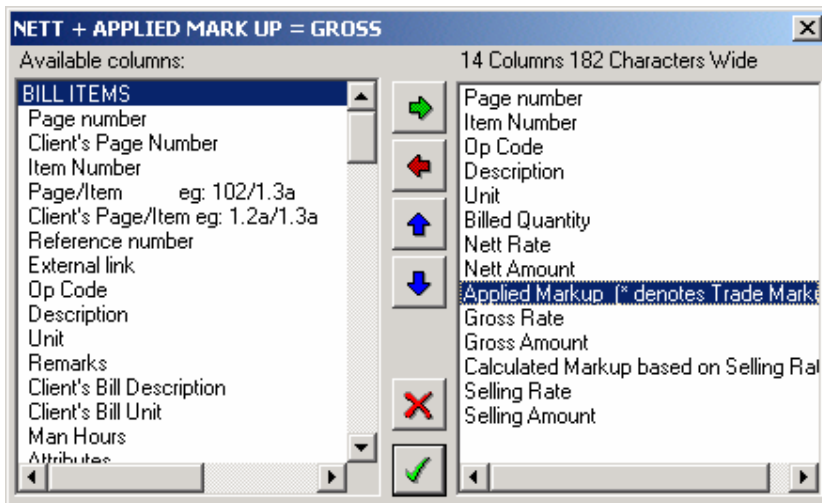 NETT + APPLIED MARK UP = GROSS
Available columns:
14 Columns 182 Characters Wide
BILL ITEMS
Page number
Client's Page Number
Item Number
Page/Item eg: 102/1.3a
Client's Page/Item eg: 1.2a/1.3a
Reference number
External link
Op Code
Description
Unit
Remarks
Client's Bill Description
Client's Bill Unit
Man Hours
Attributes
Page number
Item Number
Op Code
Description
Unit
Billed Quantity
Nett Rate
Nett Amount
Applied Markup (* denotes Trade Mark
Gross Rate
Gross Amount
Calculated Markup based on Selling Rat
Selling Rate
Selling Amount